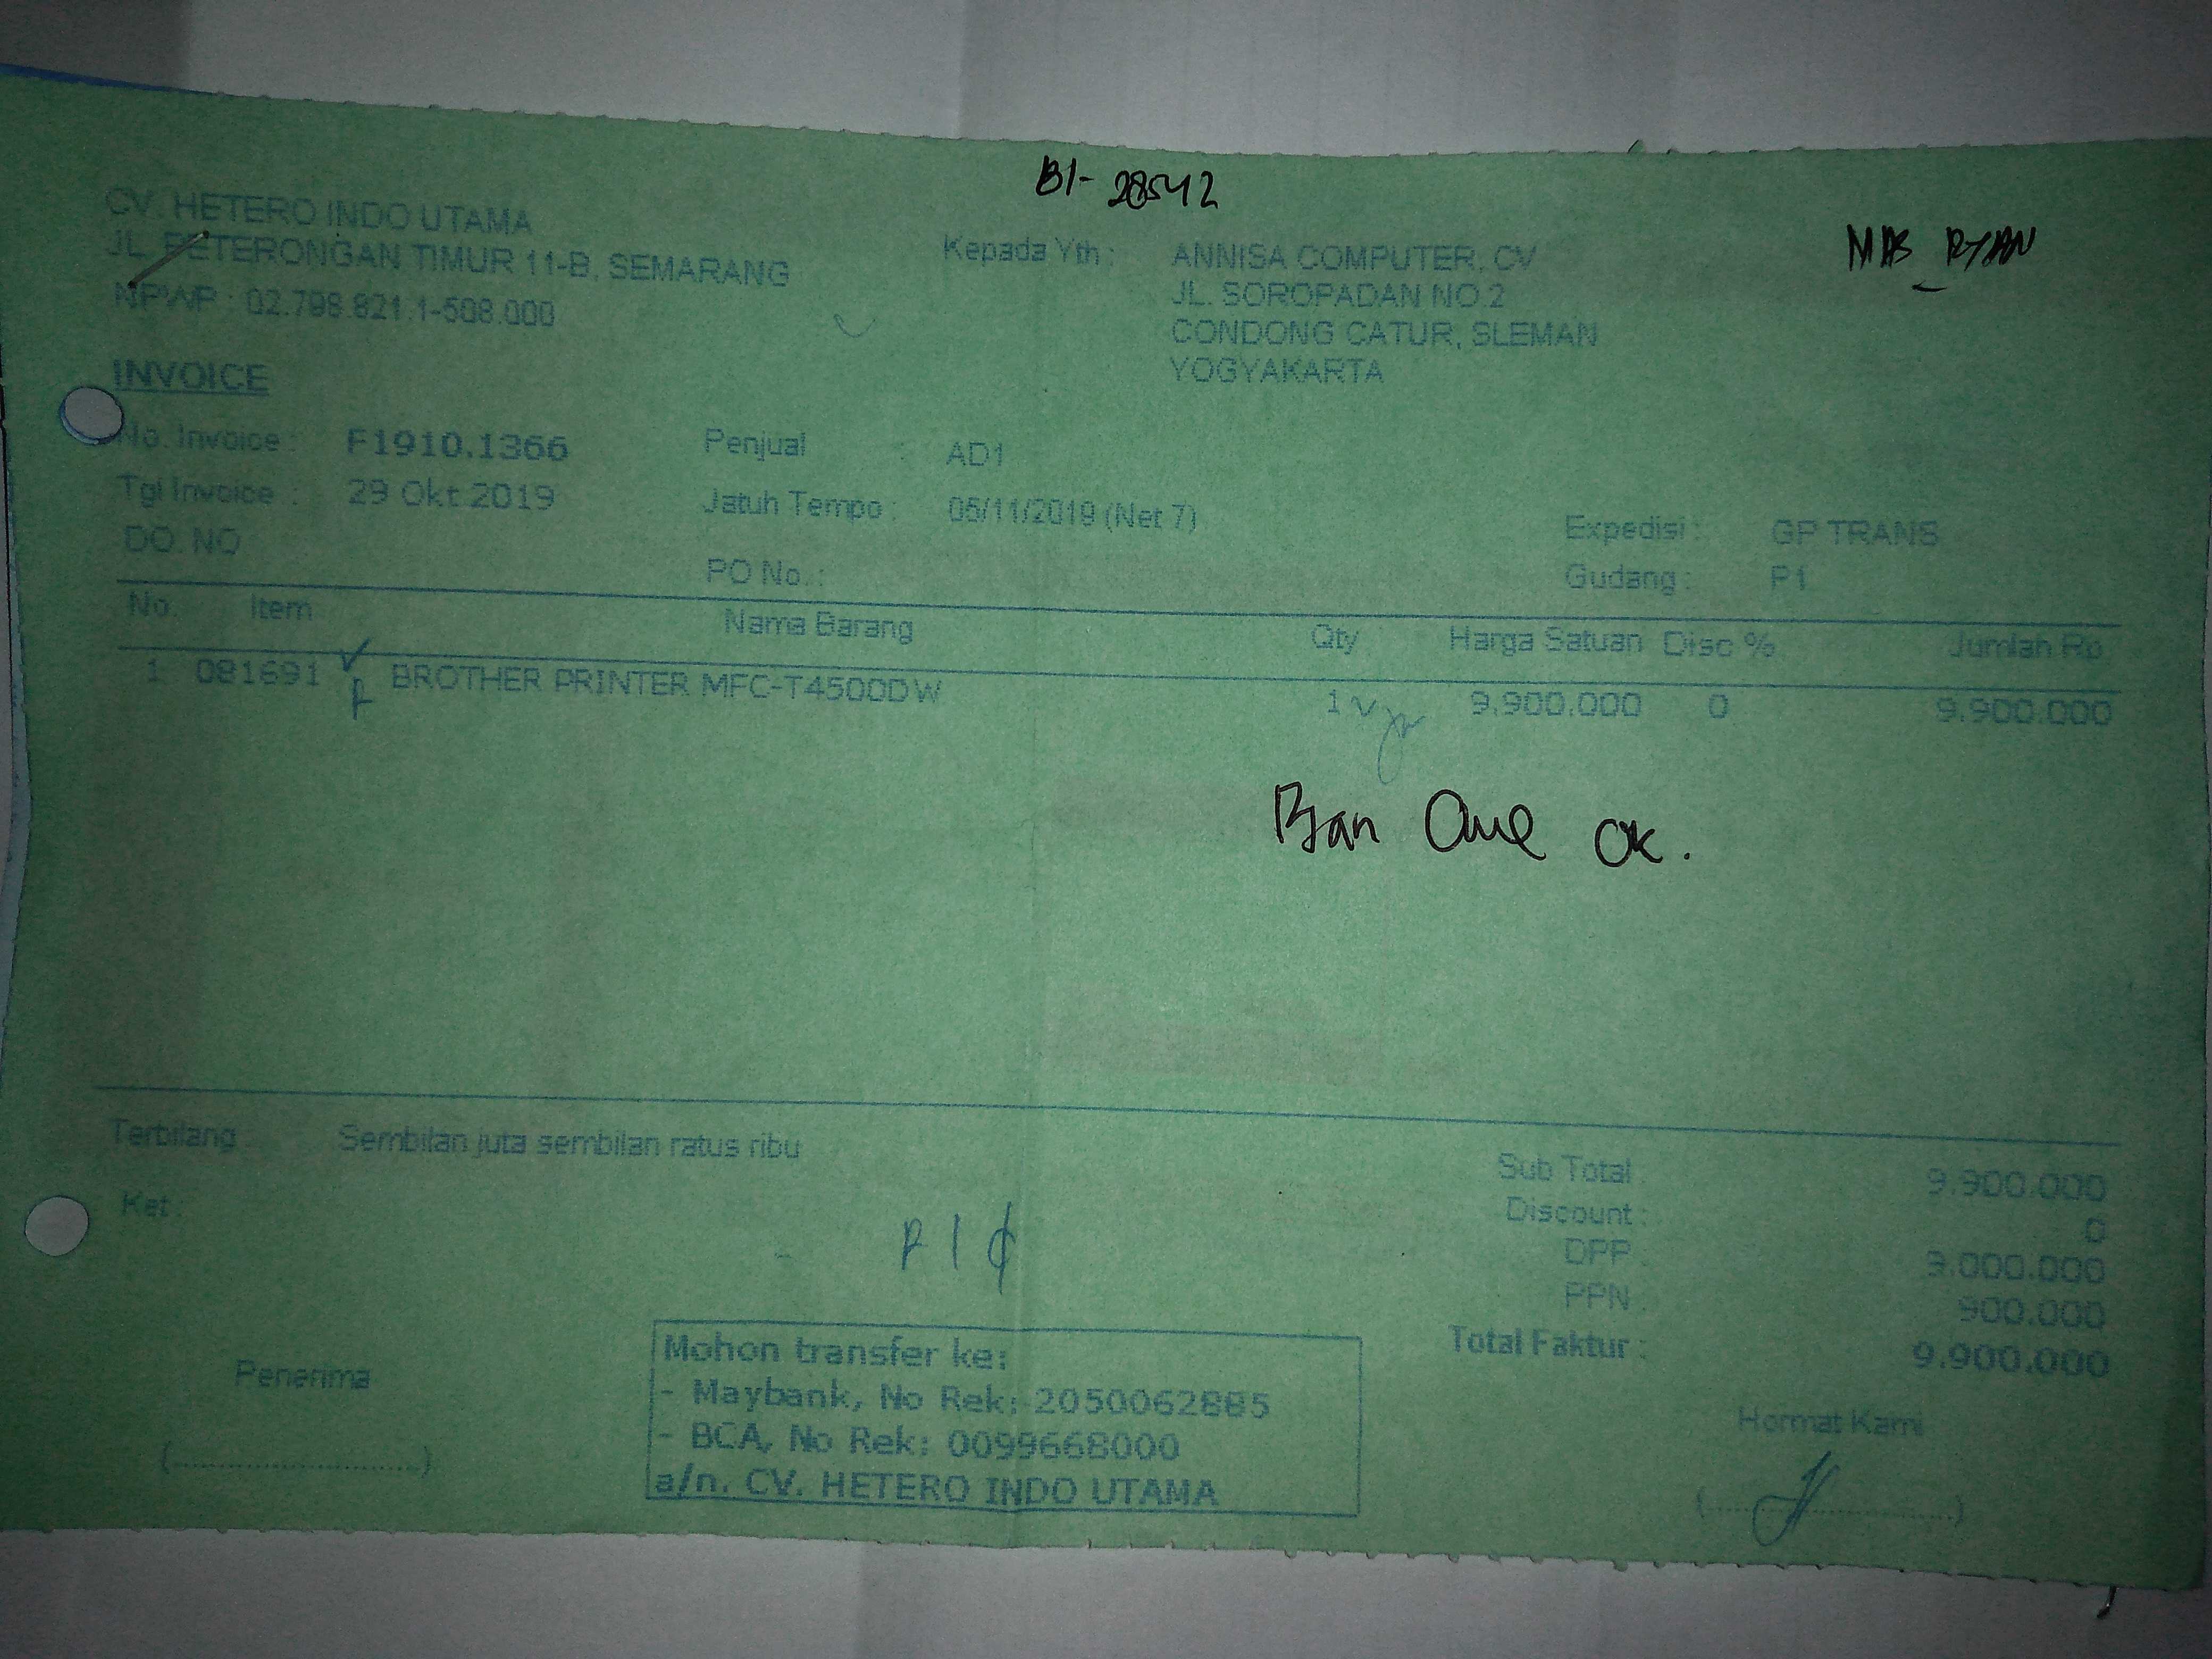 BI-28542
MAS RYAN
CV. HETERO INDO UTAMA
JL. PETERONGAN TIMUR 11-B, SEMARANG
NPWP : 02.798.821.1-508.000
Kepada Yth : ANNISA COMPUTER, CV
JL. SOROPADAN NO.2
CONDONG CATUR, SLEMAN
YOGYAKARTA
INVOICE
No. Invoice : F1910.1366 Penjual : AD1
Tgl Invoice : 29 Okt 2019 Jatuh Tempo : 05/11/2019 (Net 7)
Expedisi : GP TRANS
DO. NO PO No. : Gudang : P1
No. Item Nama Barang Qty Harga Satuan Disc % Jumlah Rp
1 081691 BROTHER PRINTER MFC-T4500DW 1 9.900.000 0 9.900.000
ok.
Terbilang Sembilan juta sembilan ratus ribu
Sub Total : 9.900.000
Ket : Discount : 0
DPP : 9.000.000
PPN : 900.000
Total Faktur : 9.900.000
Mohon transfer ke:
- Maybank, No Rek: 2050062885
- BCA, No Rek: 0099668000
a/n. CV. HETERO INDO UTAMA
Penerima
(........................)
Hormat Kami
(........................)